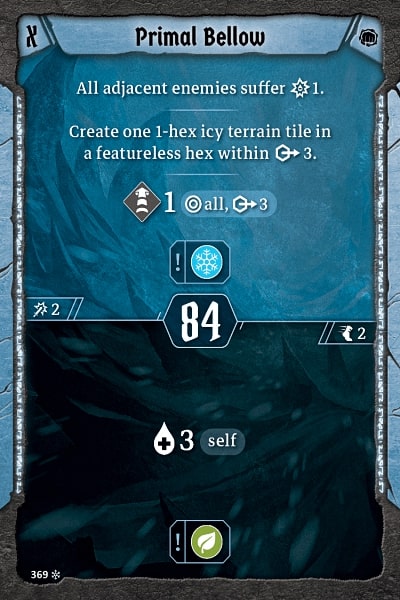 X
Primal Bellow
All adjacent enemies suffer 1.
Create one 1-hex icy terrain tile in
a featureless hex within 3.
1 all, 3
!
2
84
2
3 self
!
369